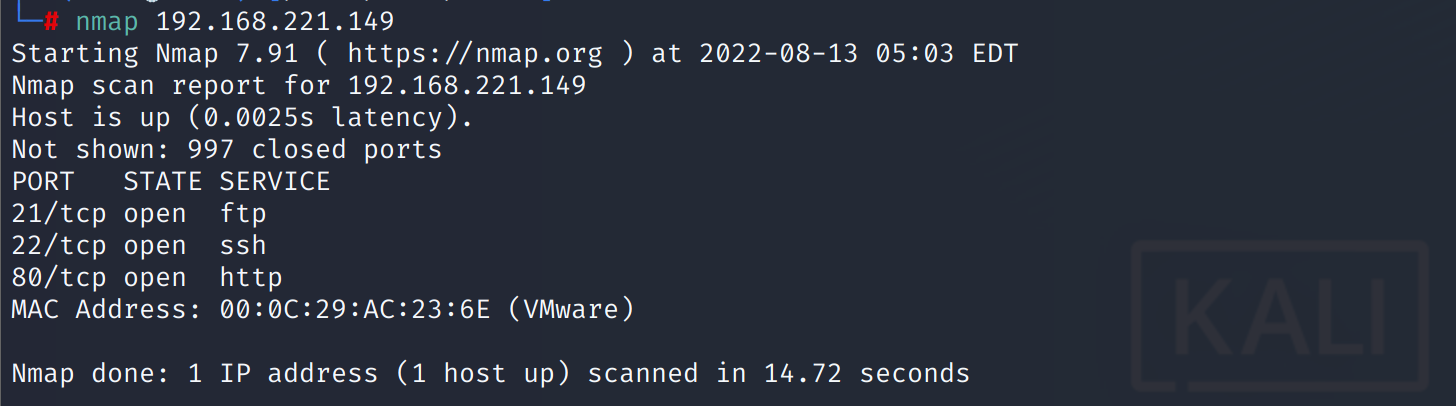 └─# nmap 192.168.221.149
Starting Nmap 7.91 ( https://nmap.org ) at 2022-08-13 05:03 EDT
Nmap scan report for 192.168.221.149
Host is up (0.0025s latency).
Not shown: 997 closed ports
PORT   STATE SERVICE
21/tcp open  ftp
22/tcp open  ssh
80/tcp open  http
MAC Address: 00:0C:29:AC:23:6E (VMware)
KALI
Nmap done: 1 IP address (1 host up) scanned in 14.72 seconds